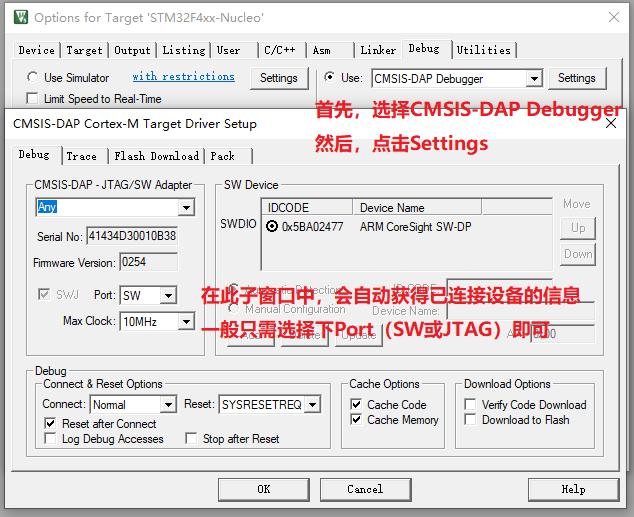 Options for Target 'STM32F4xx-Nucleo'
Device Target Output Listing User C/C++ Asm Linker Debug Utilities
Use Simulator with restrictions Settings Use: CMSIS-DAP Debugger Settings
Limit Speed to Real-Time
首先，选择CMSIS-DAP Debugger
然后，点击Settings
CMSIS-DAP Cortex-M Target Driver Setup
Debug Trace Flash Download Pack
CMSIS-DAP - JTAG/SW Adapter
Any
Serial No: 41434D30010B38
Firmware Version: 0254
SWJ Port: SW
Max Clock: 10MHz
SW Device
IDCODE Device Name
SWDIO 0x5BA02477 ARM CoreSight SW-DP
Move
Up
Down
Automatic Detection ID CODE:
Manual Configuration Device Name:
Add Delete Update
在此子窗口中，会自动获得已连接设备的信息
一般只需选择下Port（SW或JTAG）即可
Debug
Connect & Reset Options
Connect: Normal Reset: SYSRESETREQ
Reset after Connect
Log Debug Accesses Stop after Reset
Cache Options
Cache Code
Cache Memory
Download Options
Verify Code Download
Download to Flash
OK Cancel Help